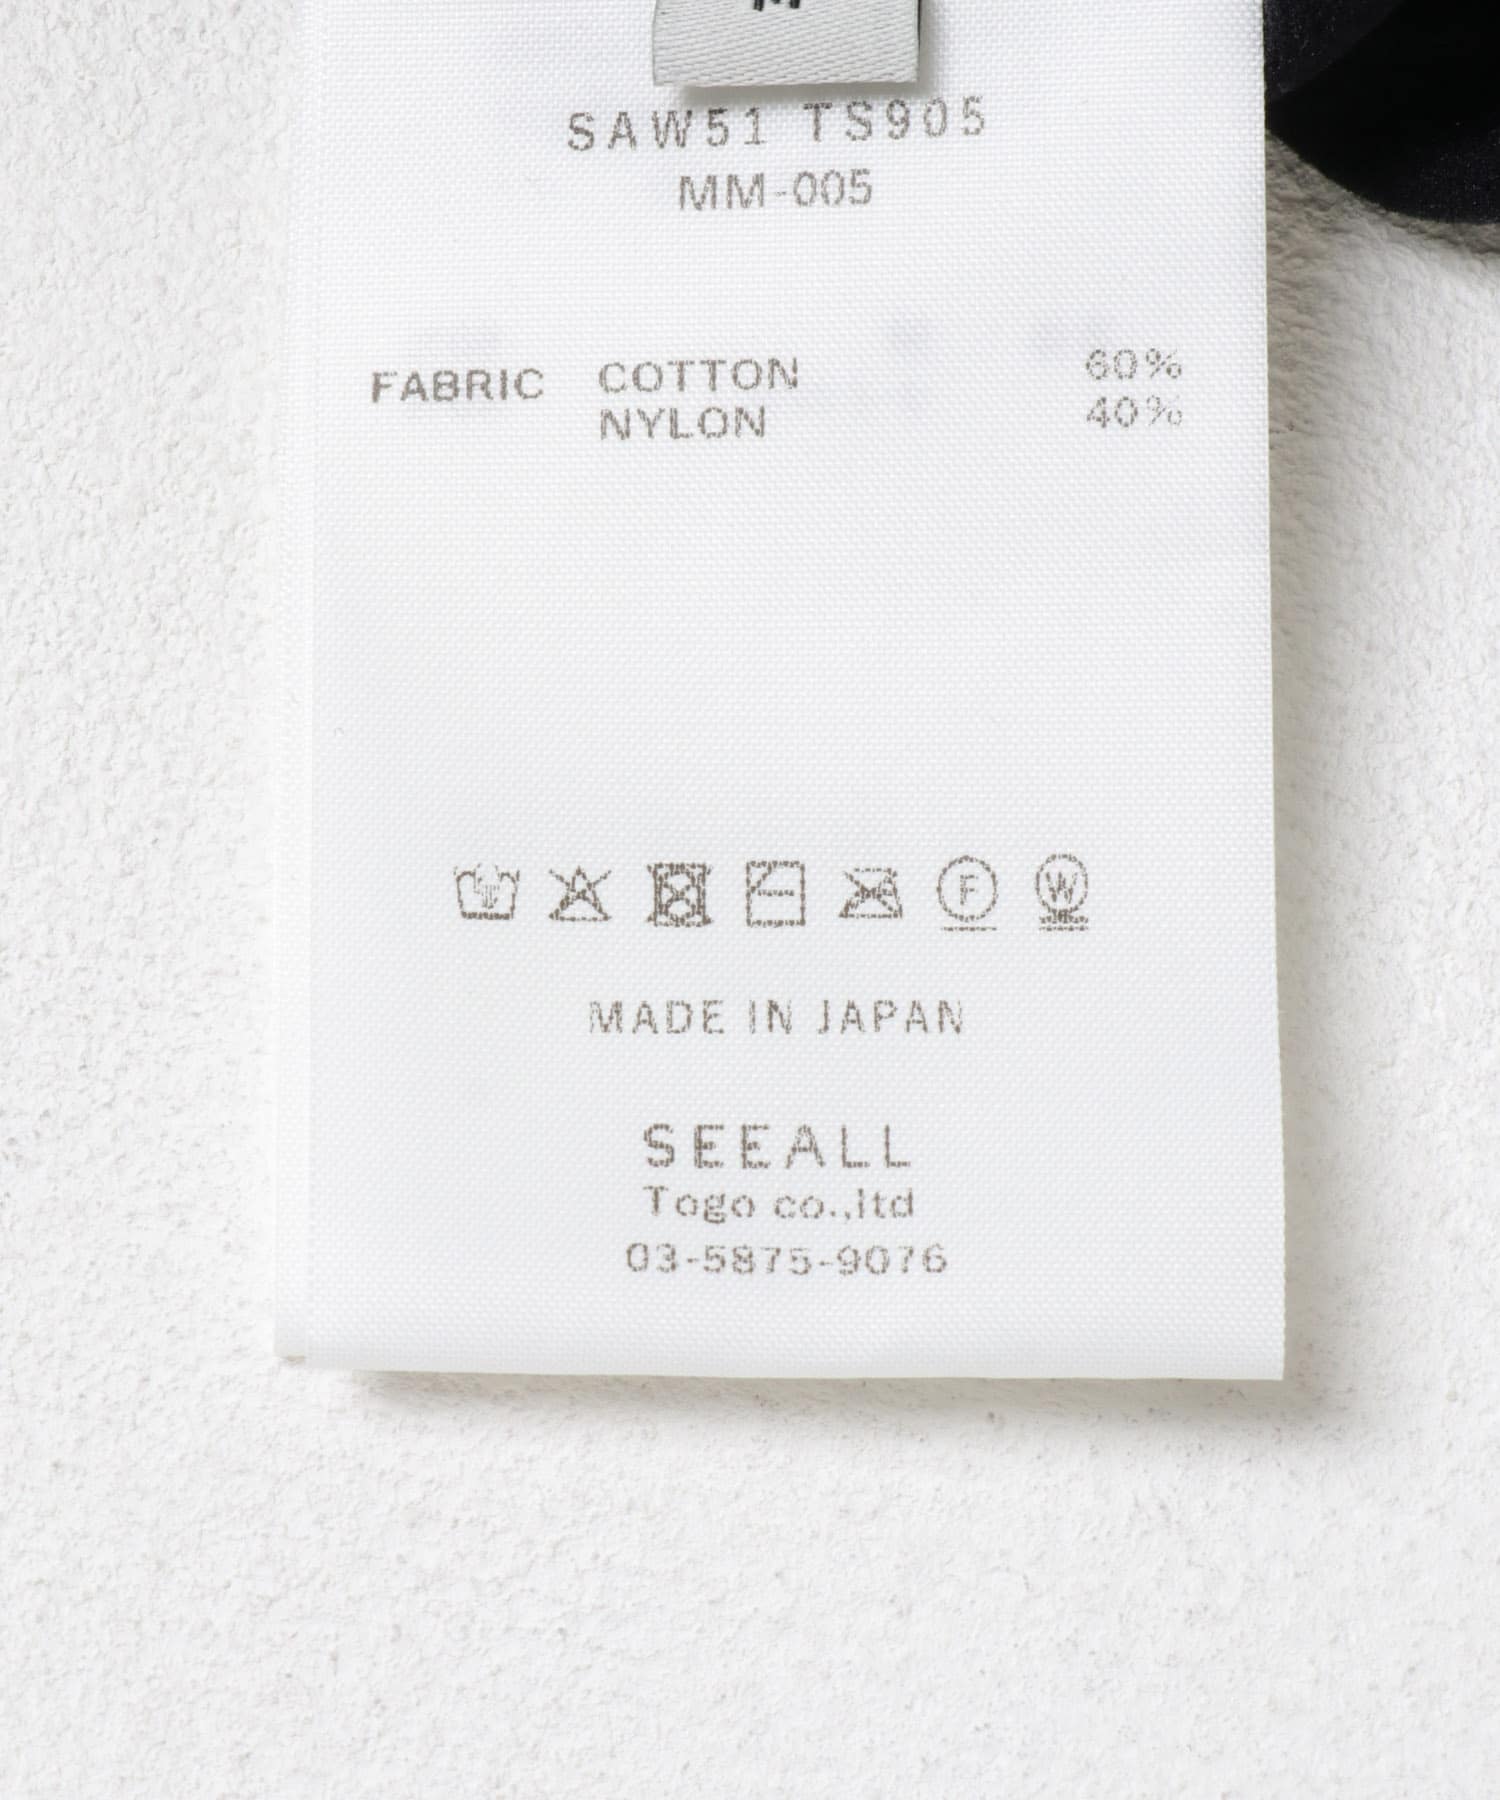 M
SAW51 TS905
MM-005
FABRIC COTTON 60%
NYLON 40%
F W
MADE IN JAPAN
SEEALL
Togo co.,ltd
03-5875-9076